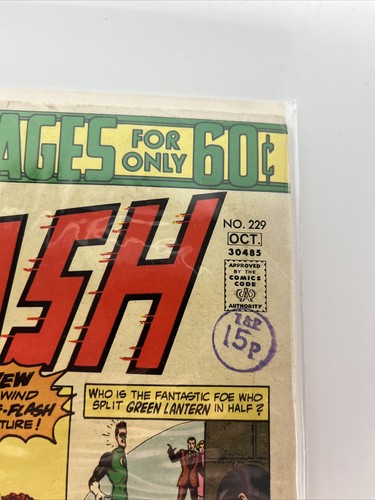 AGES FOR ONLY 60¢
ASH
NO. 229
OCT.
30485
APPROVED
BY THE
COMICS
CODE
AUTHORITY
T&P
15P
NEW
WIND
F-FLASH
TURE!
WHO IS THE FANTASTIC FOE WHO
SPLIT GREEN LANTERN IN HALF?